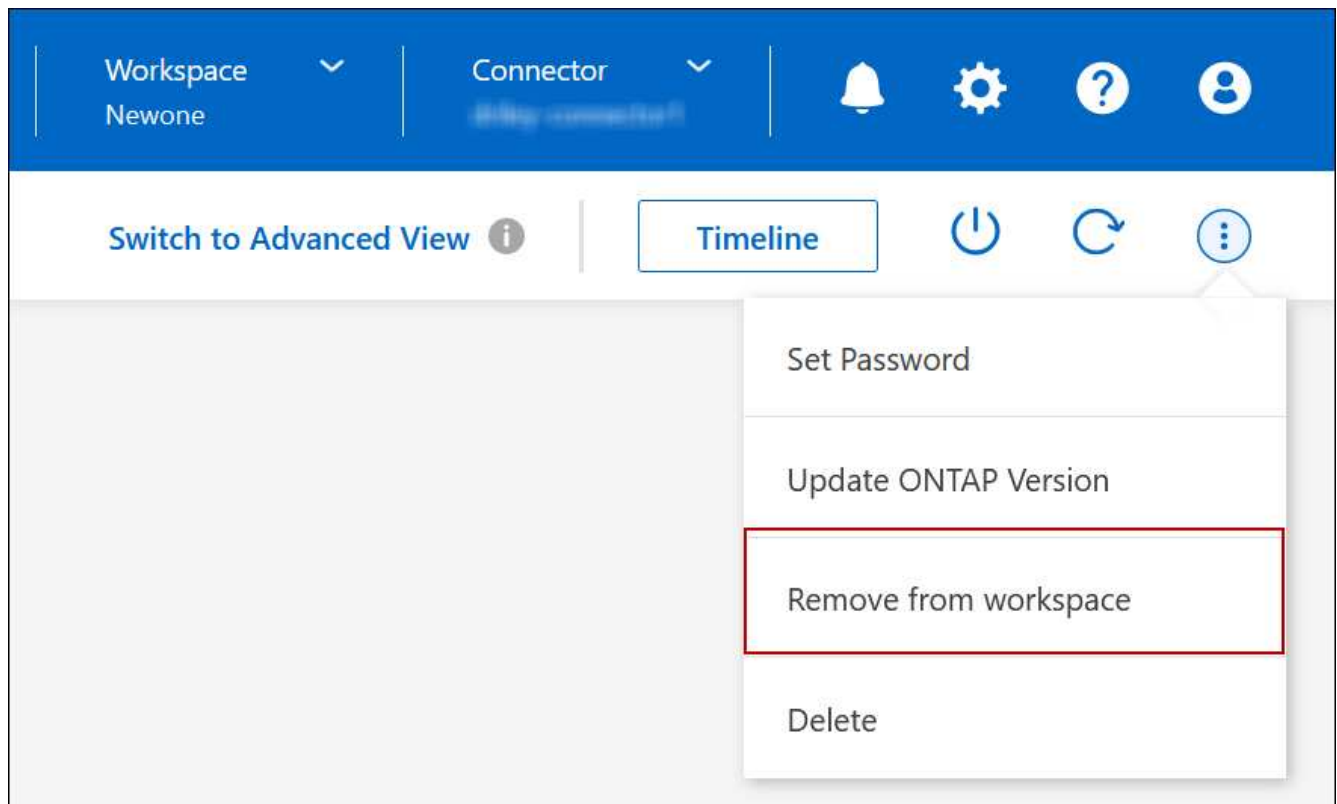 Workspace
Connector
Newone
Switch to Advanced View
Timeline
Set Password
Update ONTAP Version
Remove from workspace
Delete